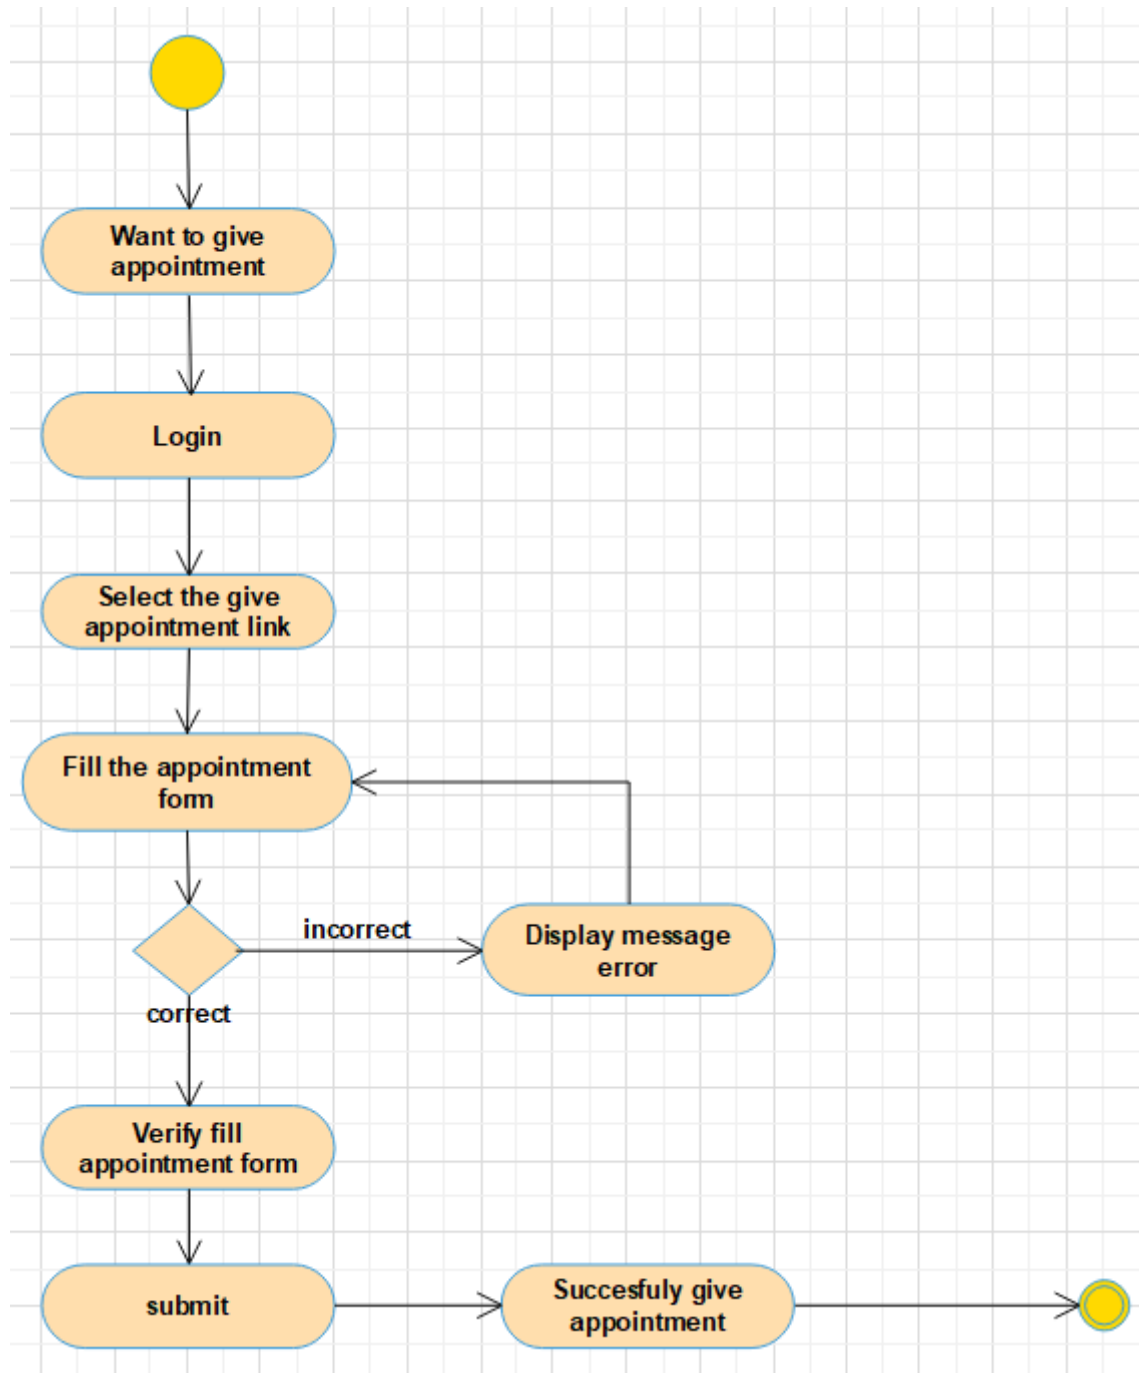 Want to give
appointment
Login
Select the give
appointment link
Fill the appointment
form
incorrect
Display message
error
correct
Verify fill
appointment form
submit
Succesfuly give
appointment